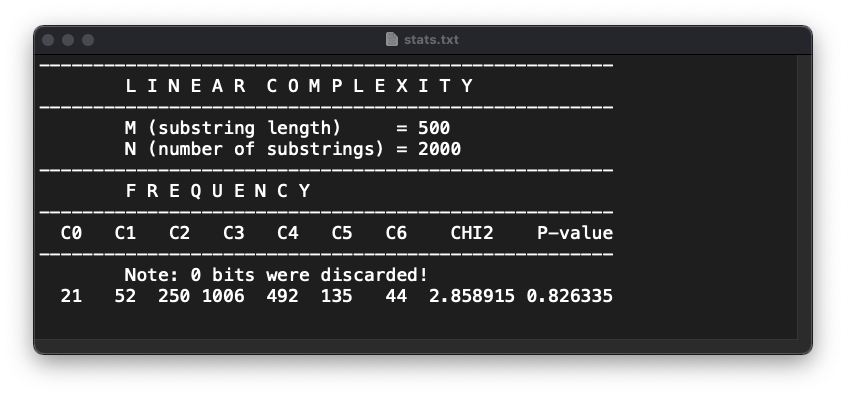 stats.txt
-----------------------------------------------------
L I N E A R  C O M P L E X I T Y
-----------------------------------------------------
M (substring length)     = 500
N (number of substrings) = 2000
-----------------------------------------------------
F R E Q U E N C Y
-----------------------------------------------------
C0   C1   C2   C3   C4   C5   C6    CHI2    P-value
-----------------------------------------------------
Note: 0 bits were discarded!
21   52  250 1006  492  135   44  2.858915 0.826335